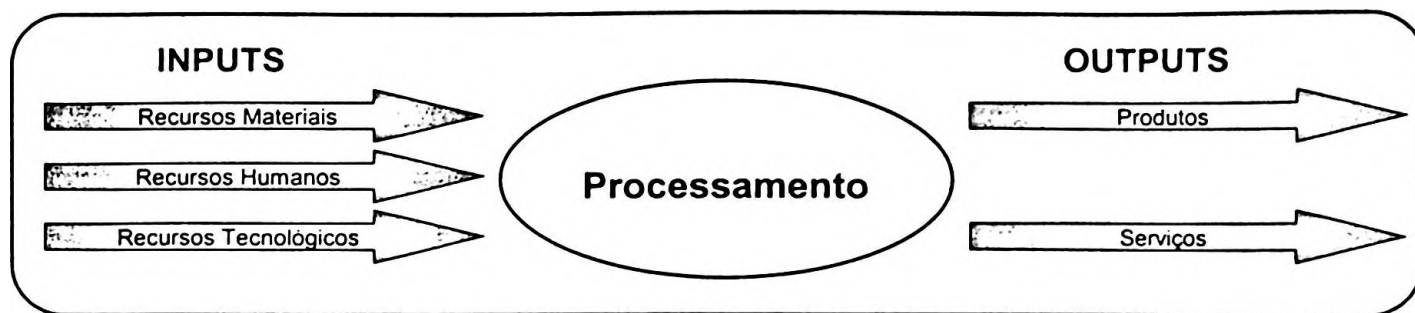 INPUTS
Recursos Materiais
Recursos Humanos
Recursos Tecnológicos
Processamento
OUTPUTS
Produtos
Serviços